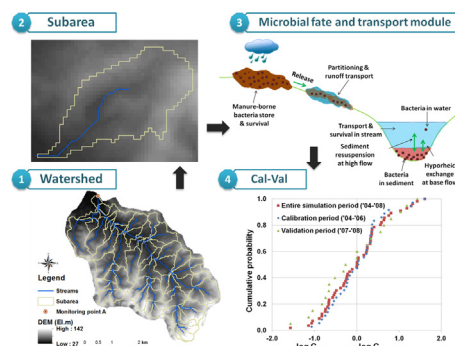 2 Subarea
3 Microbial fate and transport module
Manure-borne
bacteria store
& survival
Release
Partitioning &
runoff transport
Bacteria in water
Transport &
survival in stream
Sediment
resuspension
at high flow
Bacteria
in sediment
Hyporheic
exchange
at base flow
1 Watershed
Legend
Streams
Subarea
Monitoring point A
DEM (El.m)
High : 142
Low : 27
0 0.5 1 2 km
4 Cal-Val
Entire simulation period ('04-'08)
Calibration period ('04-'06)
Validation period ('07-'08)
Cumulative probability
1.0
0.8
0.6
0.4
0.2
0.0
-2.0 -1.0 0.0 1.0 2.0